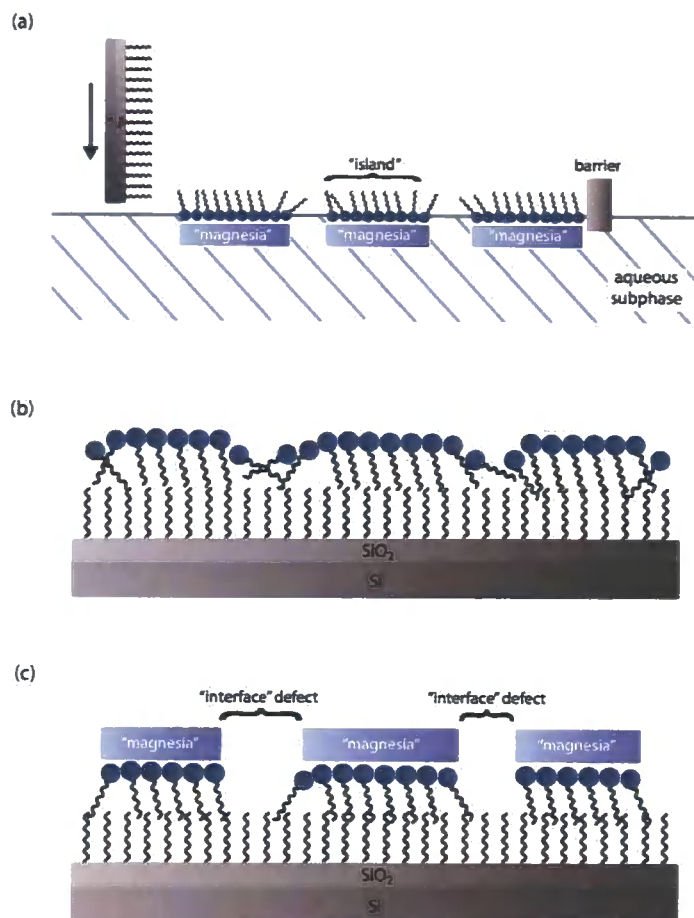 (a)
"island"
barrier
"magnesia" "magnesia" "magnesia"
aqueous
subphase
(b)
SiO₂
Si
(c)
"interface" defect "interface" defect
"magnesia" "magnesia" "magnesia"
SiO₂
Si